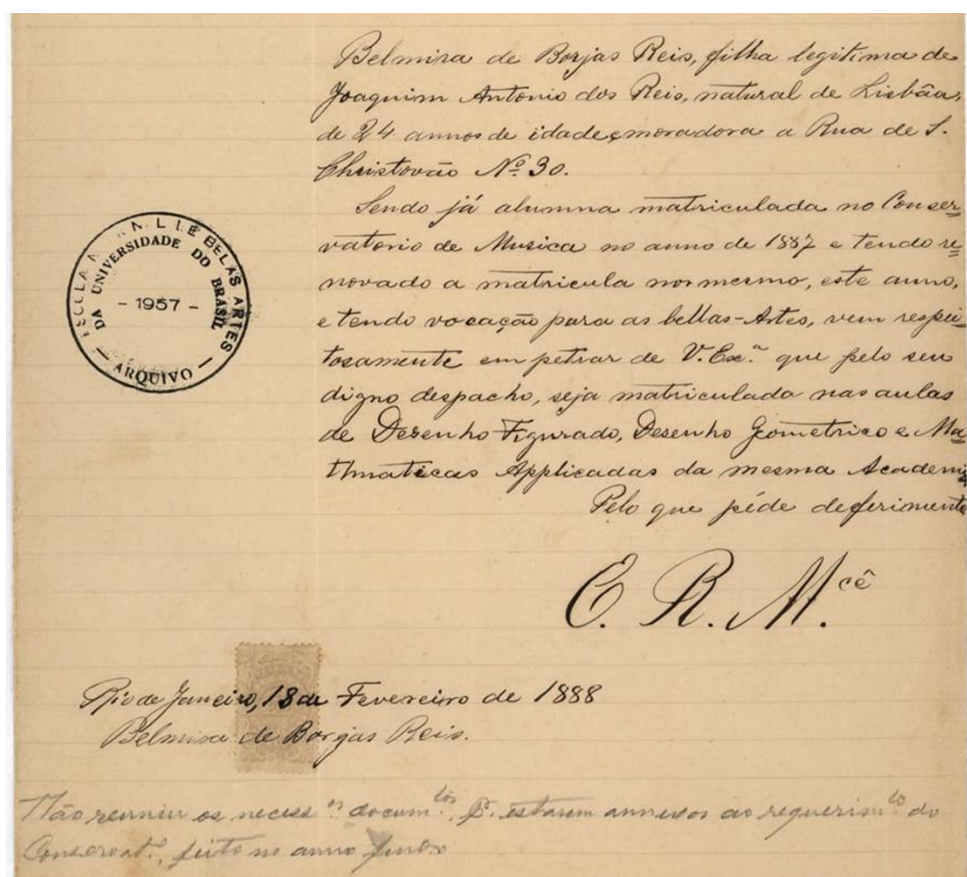 Belmira de Borjas Reis, filha legitima de
Joaquim Antonio dos Reis, natural de Lisbôa,
de 24 annos de idade, moradora a Rua de S.
Christovão Nº 30.
Sendo já alumna matriculada no Conser=
vatorio de Musica no anno de 1887 e tendo re=
novado a matricula no mesmo, este anno,
e tendo vocação para as bellas-Artes, vem respei=
tosamente empetrar de V. Exª que pelo seu
digno despacho, seja matriculada nas aulas
de Desenho Figurado, Desenho Geometrico e Ma=
thmaticas Applicadas da mesma Academia
Pelo que péde deferimento
E. R. M.cê
ESCOLA BELAS ARTES
DA UNIVERSIDADE DO BRASIL
- 1957 -
ARQUIVO
Rio de Janeiro, 18 de Fevereiro de 1888
Belmira de Borjas Reis.
Não reuniu os necess.os docum.tos, P. estarem annexos ao requerim.to do
Conservat.o, feito no anno findo